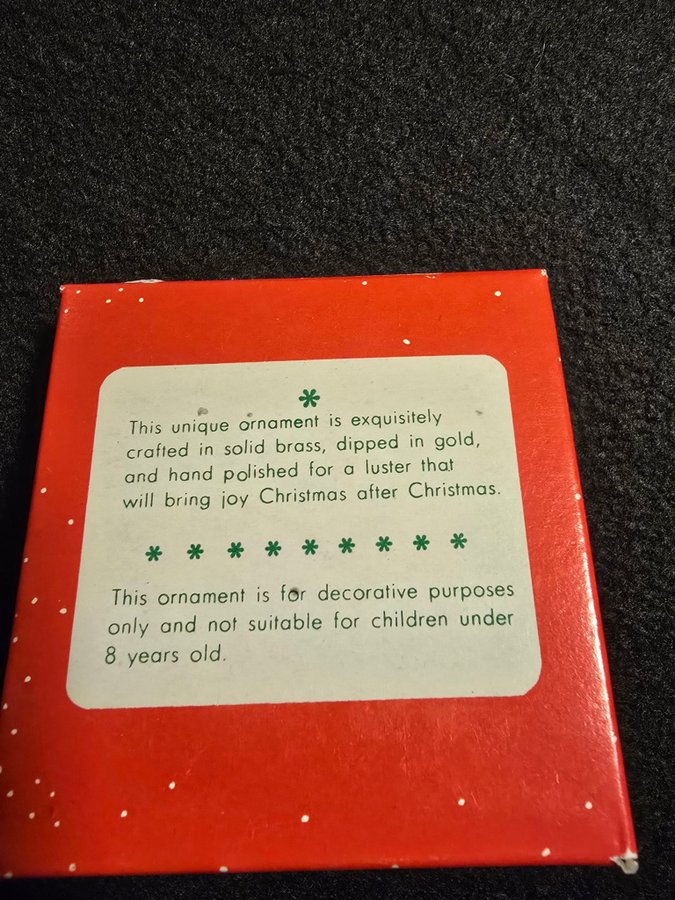 This unique ornament is exquisitely
crafted in solid brass, dipped in gold,
and hand polished for a luster that
will bring joy Christmas after Christmas.
This ornament is for decorative purposes
only and not suitable for children under
8 years old.